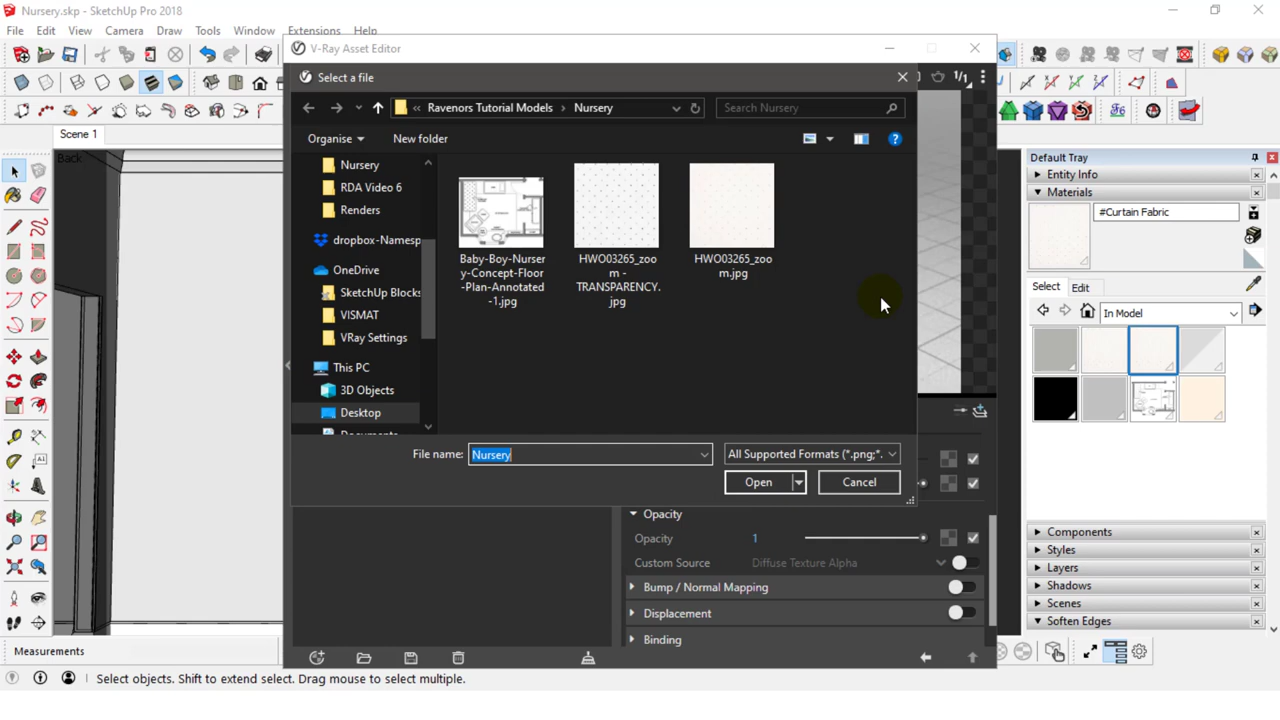 Nursery.skp - SketchUp Pro 2018
File Edit View Camera Draw Tools Window Extensions Help
V-Ray Asset Editor
Select a file
1/1
« Ravenors Tutorial Models > Nursery
Search Nursery
Organise
New folder
Scene 1
Back
Nursery
RDA Video 6
Renders
dropbox-Namesp
OneDrive
SketchUp Blocks
VISMAT
VRay Settings
This PC
3D Objects
Desktop
Baby-Boy-Nurser
y-Concept-Floor
-Plan-Annotated
-1.jpg
HWO03265_zoo
m -
TRANSPARENCY.
jpg
HWO03265_zoo
m.jpg
File name: Nursery
All Supported Formats (*.png;*.
Open
Cancel
Opacity
Opacity 1
Custom Source Diffuse Texture Alpha
Bump / Normal Mapping
Displacement
Binding
Default Tray
Entity Info
Materials
#Curtain Fabric
Select Edit
In Model
Components
Styles
Layers
Shadows
Scenes
Soften Edges
Measurements
Select objects. Shift to extend select. Drag mouse to select multiple.